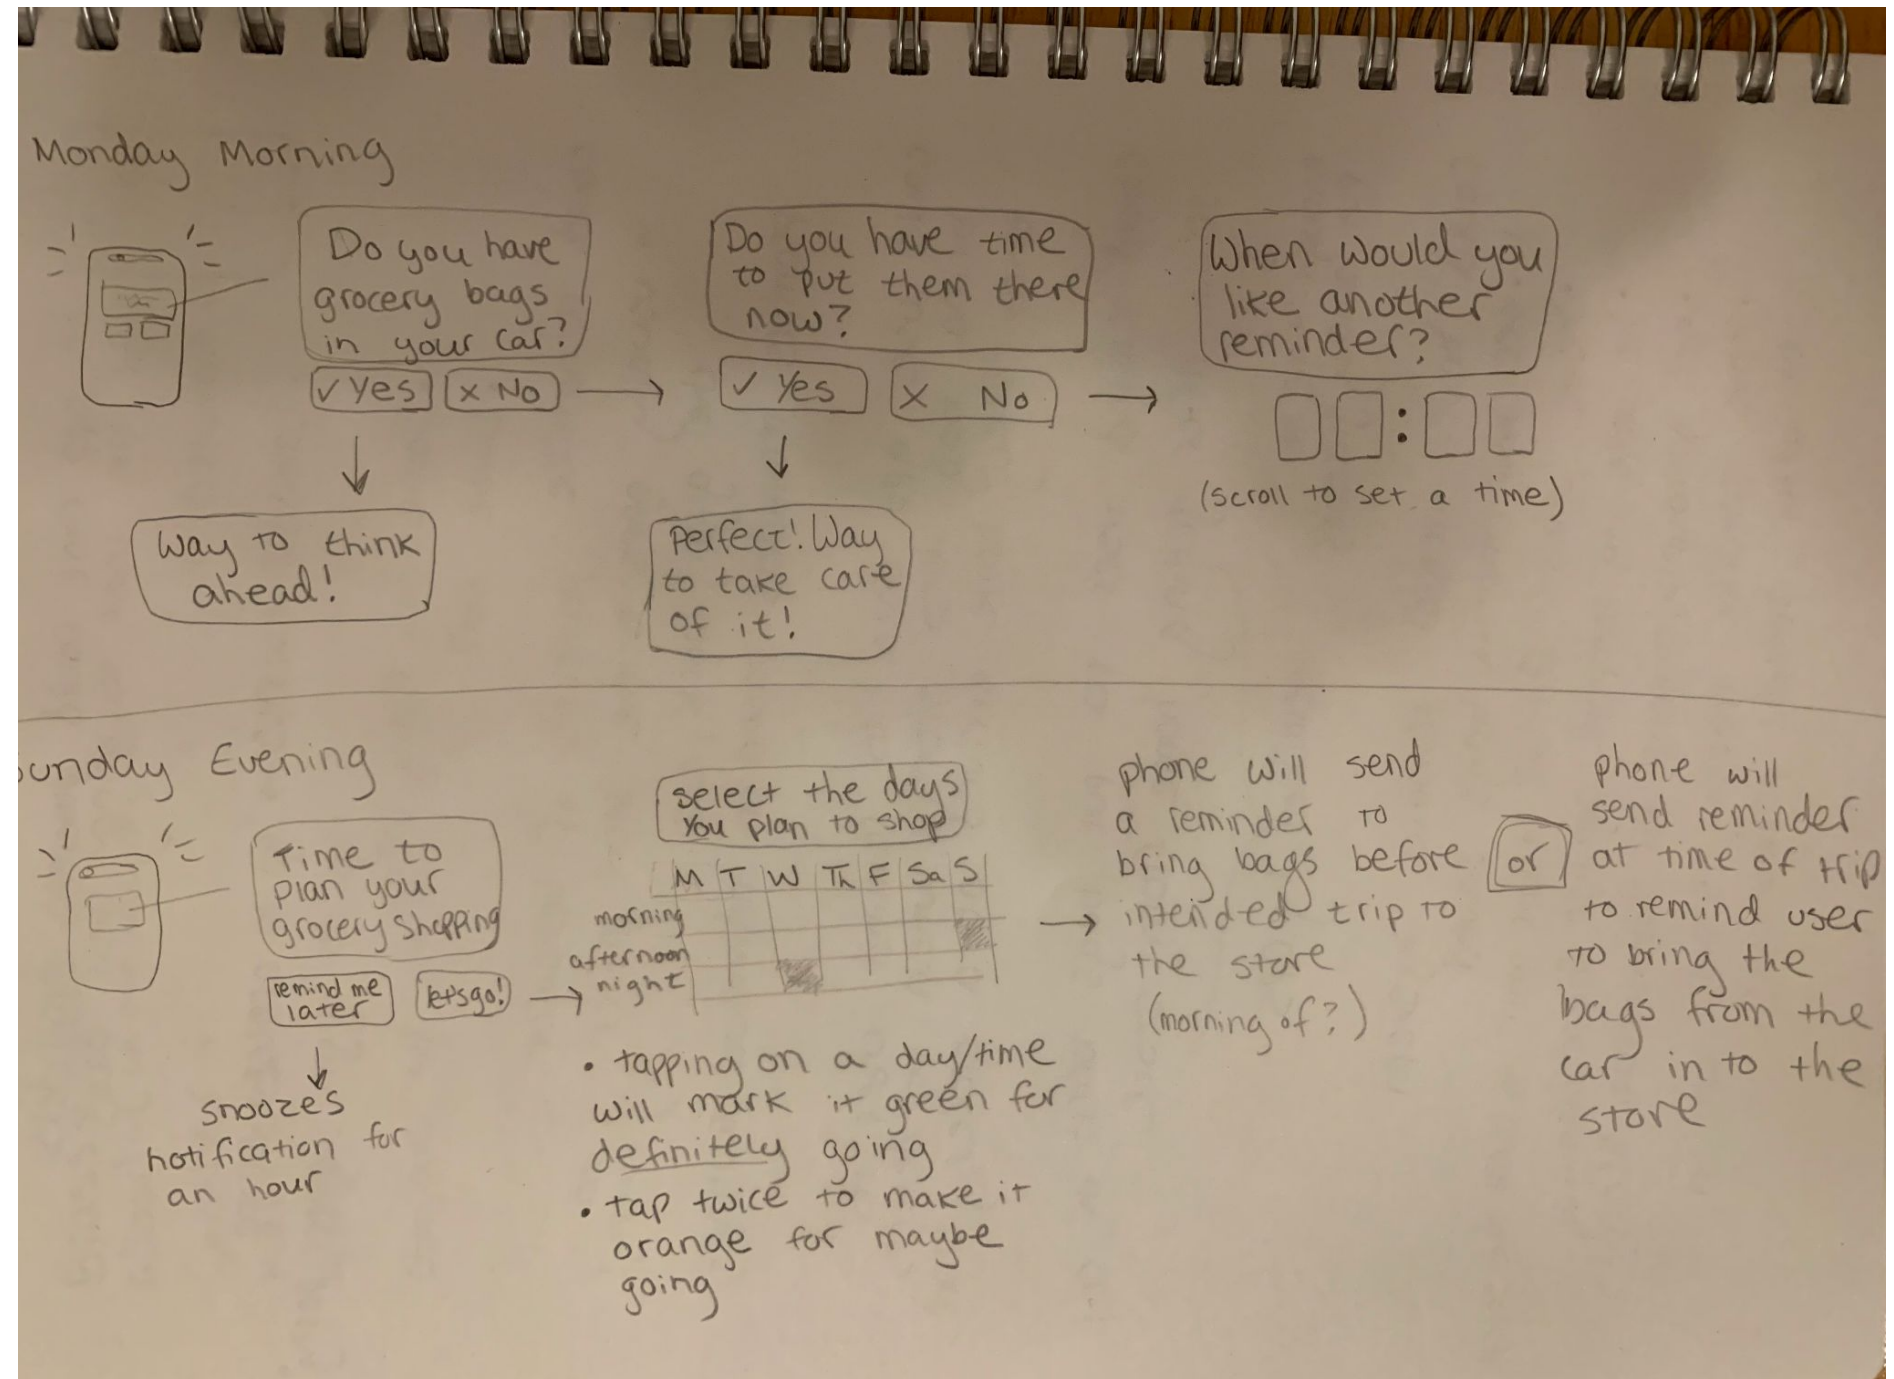 Monday Morning
Do you have
grocery bags
in your car?
✓ Yes
x No
Way to think
ahead!
Do you have time
to put them there
now?
✓ Yes
X No
Perfect! Way
to take care
of it!
When would you
like another
reminder?
:
(scroll to set a time)
unday Evening
Time to
plan your
grocery shopping
remind me
later
let's go!
snoozes
notification for
an hour
select the days
you plan to shop
M T W Th F Sa S
morning
afternoon
night
• tapping on a day/time
will mark it green for
definitely going
• tap twice to make it
orange for maybe
going
phone will send
a reminder to
bring bags before
intended trip to
the store
(morning of?)
or
phone will
send reminder
at time of trip
to remind user
to bring the
bags from the
car in to the
store